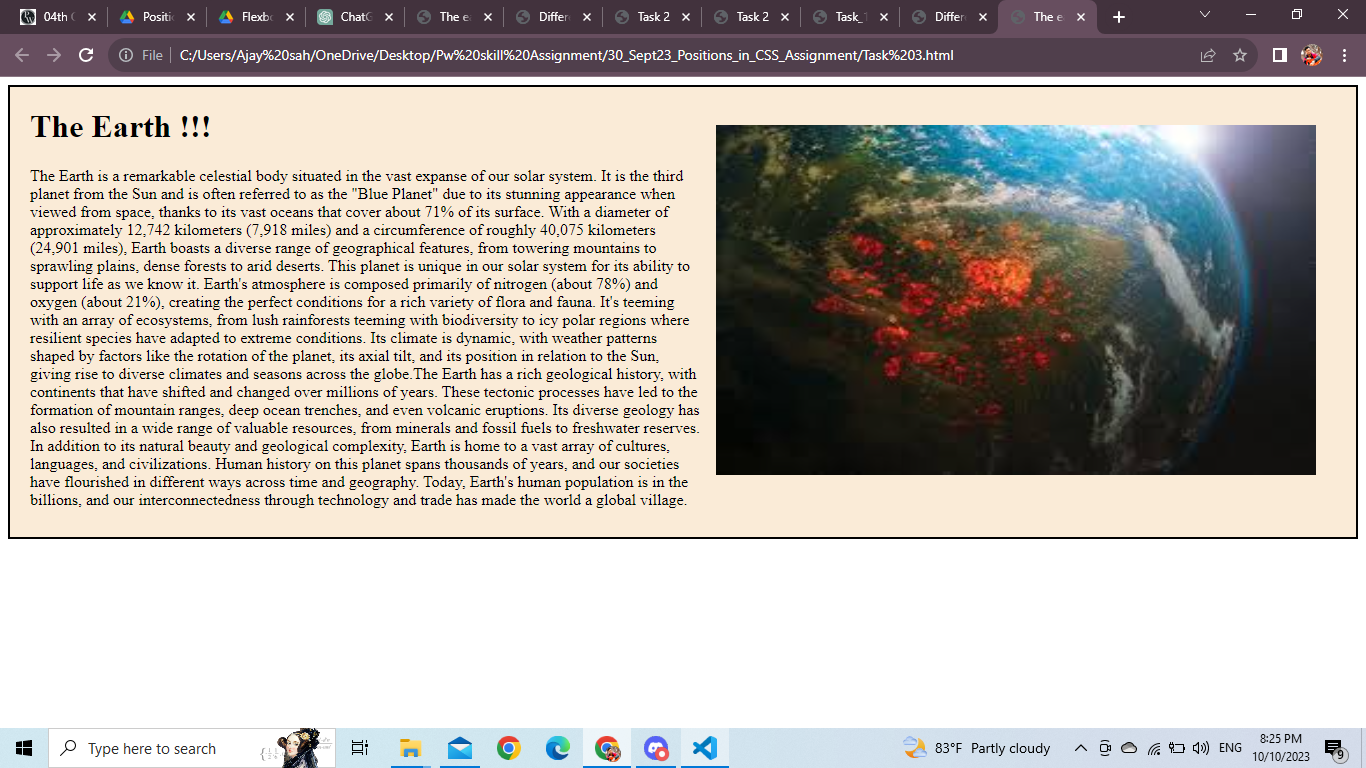 04th
Positi
Flexb
ChatG
The e
Differ
Task 2
Task 2
Task_
Differ
The e
File
C:/Users/Ajay%20sah/OneDrive/Desktop/Pw%20skill%20Assignment/30_Sept23_Positions_in_CSS_Assignment/Task%203.html
The Earth !!!
The Earth is a remarkable celestial body situated in the vast expanse of our solar system. It is the third
planet from the Sun and is often referred to as the "Blue Planet" due to its stunning appearance when
viewed from space, thanks to its vast oceans that cover about 71% of its surface. With a diameter of
approximately 12,742 kilometers (7,918 miles) and a circumference of roughly 40,075 kilometers
(24,901 miles), Earth boasts a diverse range of geographical features, from towering mountains to
sprawling plains, dense forests to arid deserts. This planet is unique in our solar system for its ability to
support life as we know it. Earth's atmosphere is composed primarily of nitrogen (about 78%) and
oxygen (about 21%), creating the perfect conditions for a rich variety of flora and fauna. It's teeming
with an array of ecosystems, from lush rainforests teeming with biodiversity to icy polar regions where
resilient species have adapted to extreme conditions. Its climate is dynamic, with weather patterns
shaped by factors like the rotation of the planet, its axial tilt, and its position in relation to the Sun,
giving rise to diverse climates and seasons across the globe.The Earth has a rich geological history, with
continents that have shifted and changed over millions of years. These tectonic processes have led to the
formation of mountain ranges, deep ocean trenches, and even volcanic eruptions. Its diverse geology has
also resulted in a wide range of valuable resources, from minerals and fossil fuels to freshwater reserves.
In addition to its natural beauty and geological complexity, Earth is home to a vast array of cultures,
languages, and civilizations. Human history on this planet spans thousands of years, and our societies
have flourished in different ways across time and geography. Today, Earth's human population is in the
billions, and our interconnectedness through technology and trade has made the world a global village.
Type here to search
83°F Partly cloudy
ENG
8:25 PM
10/10/2023
9